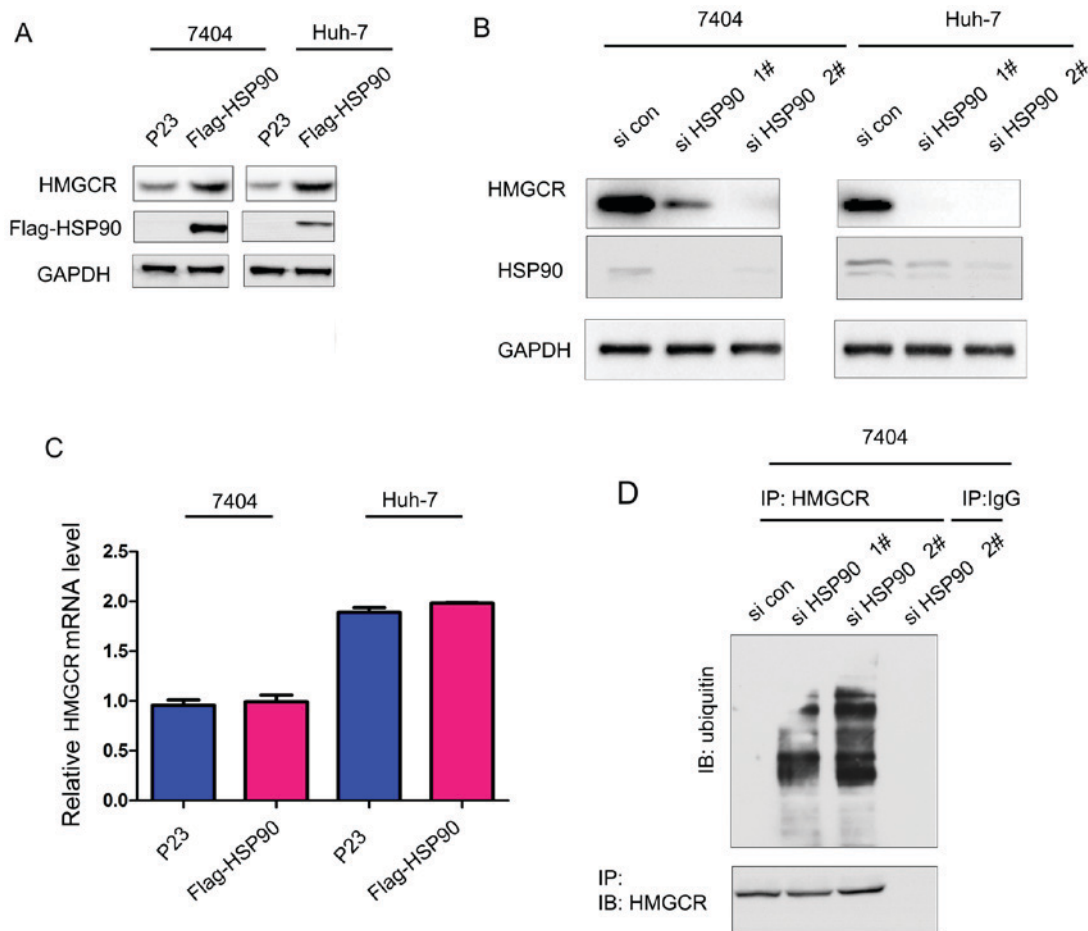 A
7404
Huh-7
P23
Flag-HSP90
P23
Flag-HSP90
HMGCR
Flag-HSP90
GAPDH
B
7404
Huh-7
si con
si HSP90 1#
si HSP90 2#
si con
si HSP90 1#
si HSP90 2#
HMGCR
HSP90
GAPDH
C
7404
Huh-7
Relative HMGCR mRNA level
2.5
2.0
1.5
1.0
0.5
0.0
P23
Flag-HSP90
P23
Flag-HSP90
D
7404
IP: HMGCR
IP:IgG
si con
si HSP90 1#
si HSP90 2#
si HSP90 2#
IB: ubiquitin
IP:
IB: HMGCR